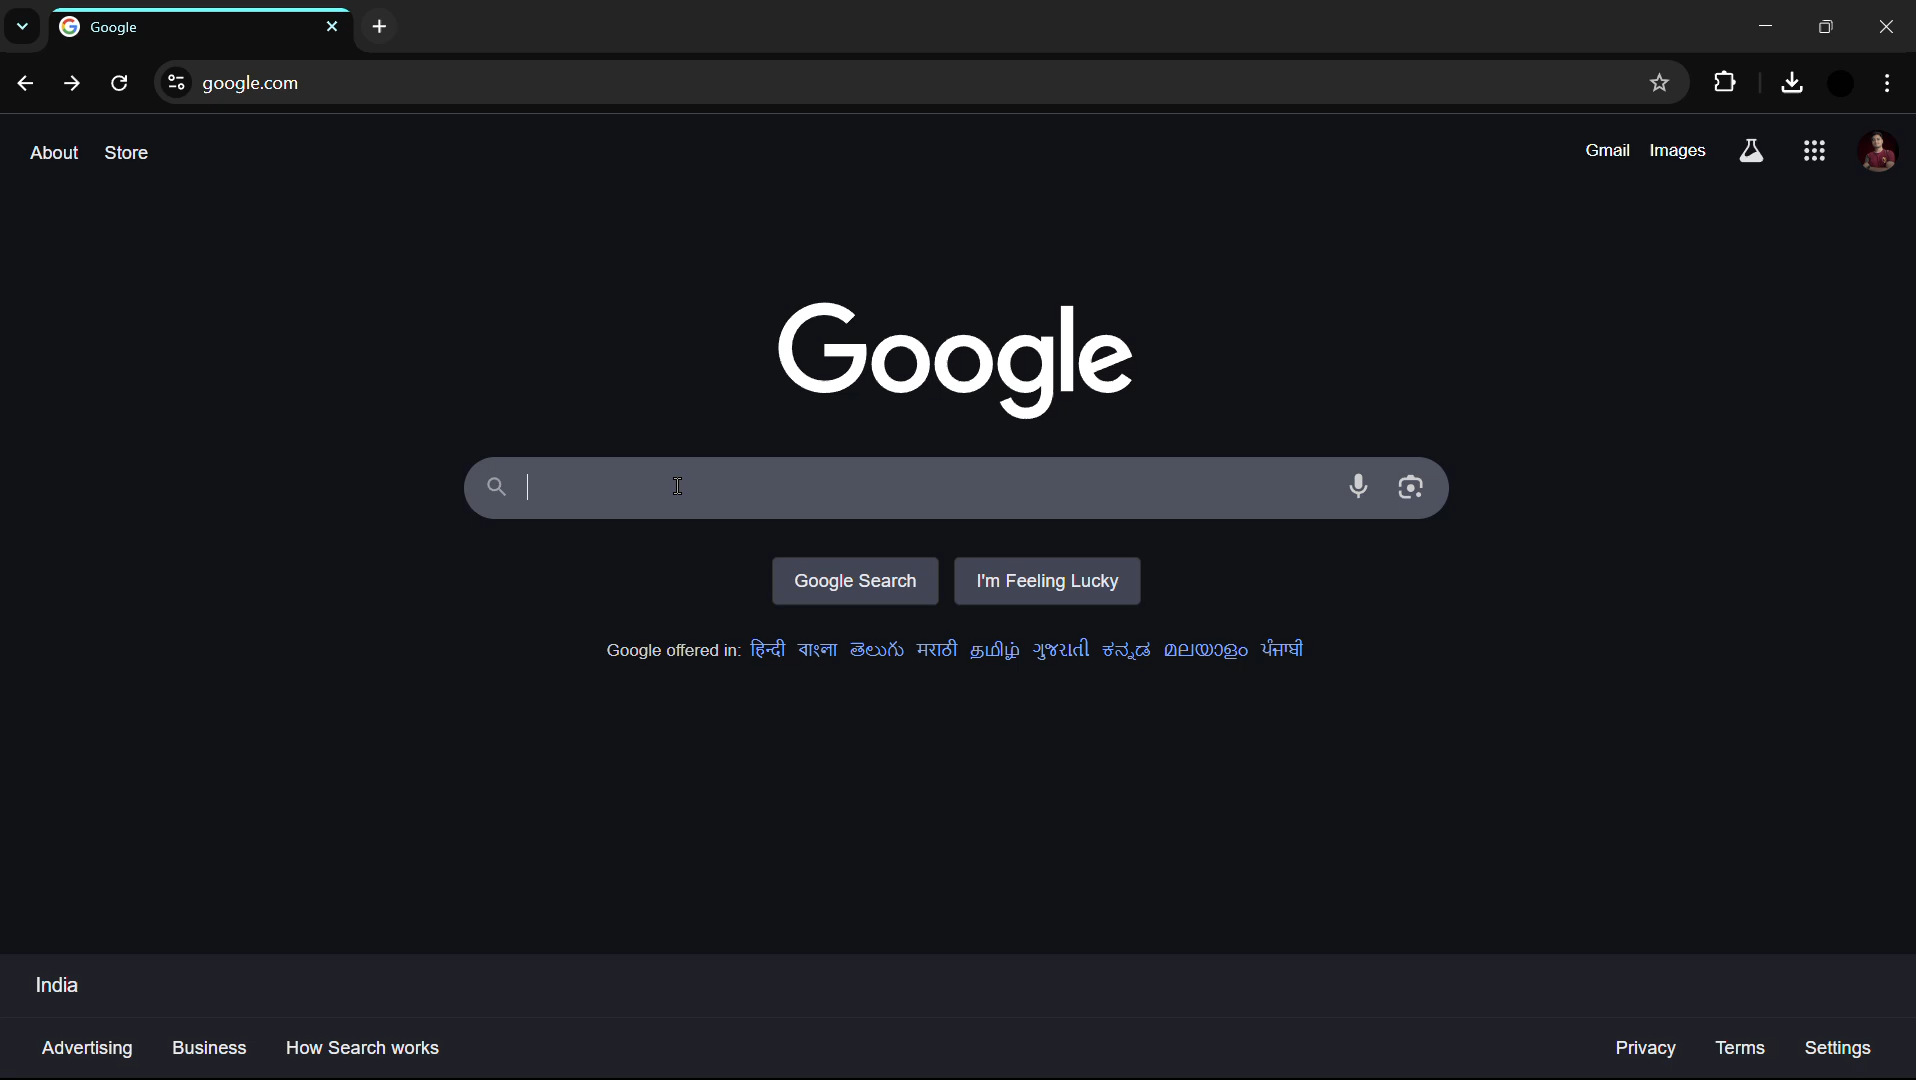 Google
google.com
About Store
Gmail Images
Google
Google Search I'm Feeling Lucky
Google offered in: हिन्दी বাংলা తెలుగు मराठी தமிழ் ગુજરાતી ಕನ್ನಡ മലയാളം ਪੰਜਾਬੀ
India
Advertising Business How Search works
Privacy Terms Settings